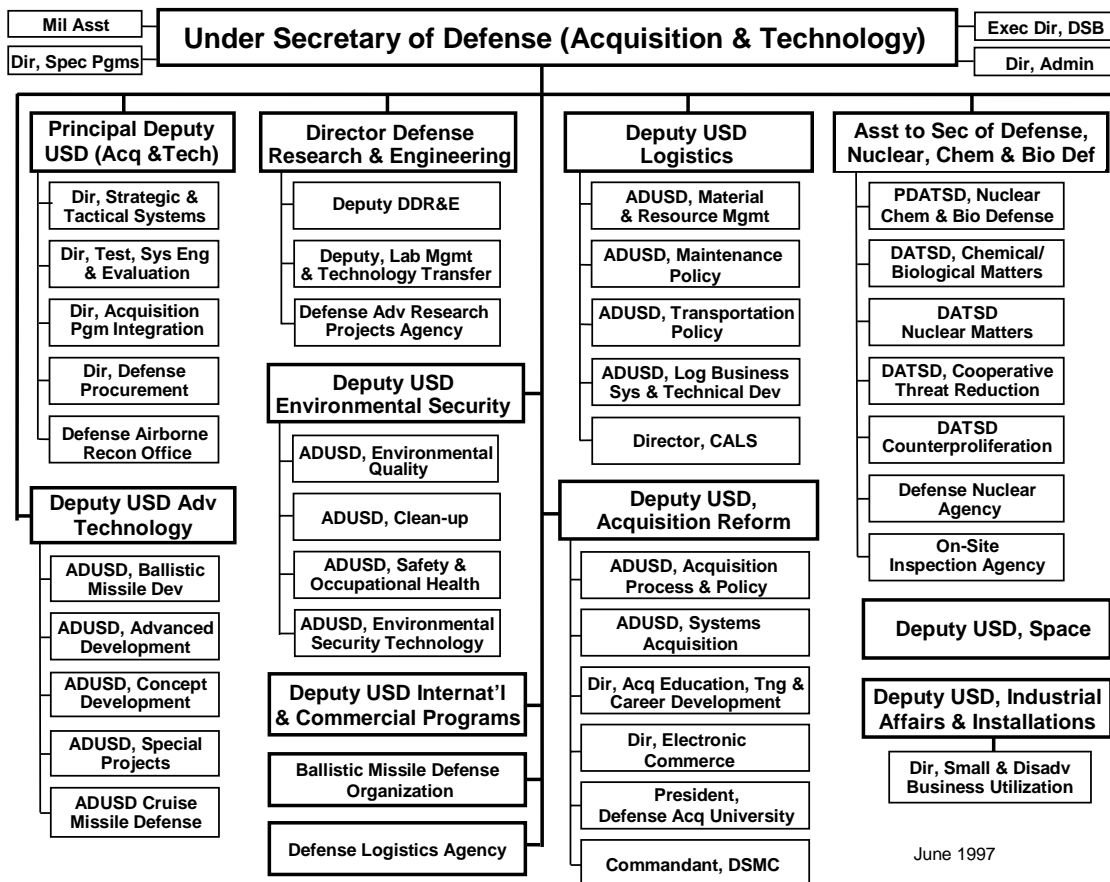 Mil Asst
Dir, Spec Pgms
Under Secretary of Defense (Acquisition & Technology)
Exec Dir, DSB
Dir, Admin
Principal Deputy
USD (Acq &Tech)
Dir, Strategic &
Tactical Systems
Dir, Test, Sys Eng
& Evaluation
Dir, Acquisition
Pgm Integration
Dir, Defense
Procurement
Defense Airborne
Recon Office
Deputy USD Adv
Technology
ADUSD, Ballistic
Missile Dev
ADUSD, Advanced
Development
ADUSD, Concept
Development
ADUSD, Special
Projects
ADUSD Cruise
Missile Defense
Director Defense
Research & Engineering
Deputy DDR&E
Deputy, Lab Mgmt
& Technology Transfer
Defense Adv Research
Projects Agency
Deputy USD
Environmental Security
ADUSD, Environmental
Quality
ADUSD, Clean-up
ADUSD, Safety &
Occupational Health
ADUSD, Environmental
Security Technology
Deputy USD Internat'l
& Commercial Programs
Ballistic Missile Defense
Organization
Defense Logistics Agency
Deputy USD
Logistics
ADUSD, Material
& Resource Mgmt
ADUSD, Maintenance
Policy
ADUSD, Transportation
Policy
ADUSD, Log Business
Sys & Technical Dev
Director, CALS
Deputy USD,
Acquisition Reform
ADUSD, Acquisition
Process & Policy
ADUSD, Systems
Acquisition
Dir, Acq Education, Tng &
Career Development
Dir, Electronic
Commerce
President,
Defense Acq University
Commandant, DSMC
Asst to Sec of Defense,
Nuclear, Chem & Bio Def
PDATSD, Nuclear
Chem & Bio Defense
DATSD, Chemical/
Biological Matters
DATSD
Nuclear Matters
DATSD, Cooperative
Threat Reduction
DATSD
Counterproliferation
Defense Nuclear
Agency
On-Site
Inspection Agency
Deputy USD, Space
Deputy USD, Industrial
Affairs & Installations
Dir, Small & Disadv
Business Utilization
June 1997